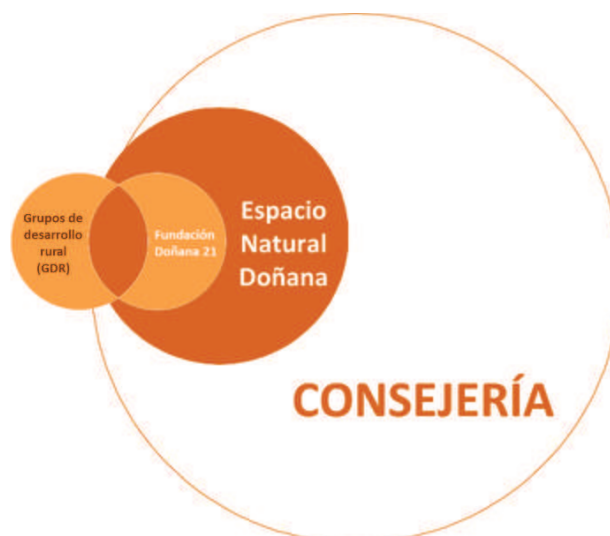 Grupos de
desarrollo
rural
(GDR)
Fundación
Doñana 21
Espacio
Natural
Doñana
CONSEJERÍA